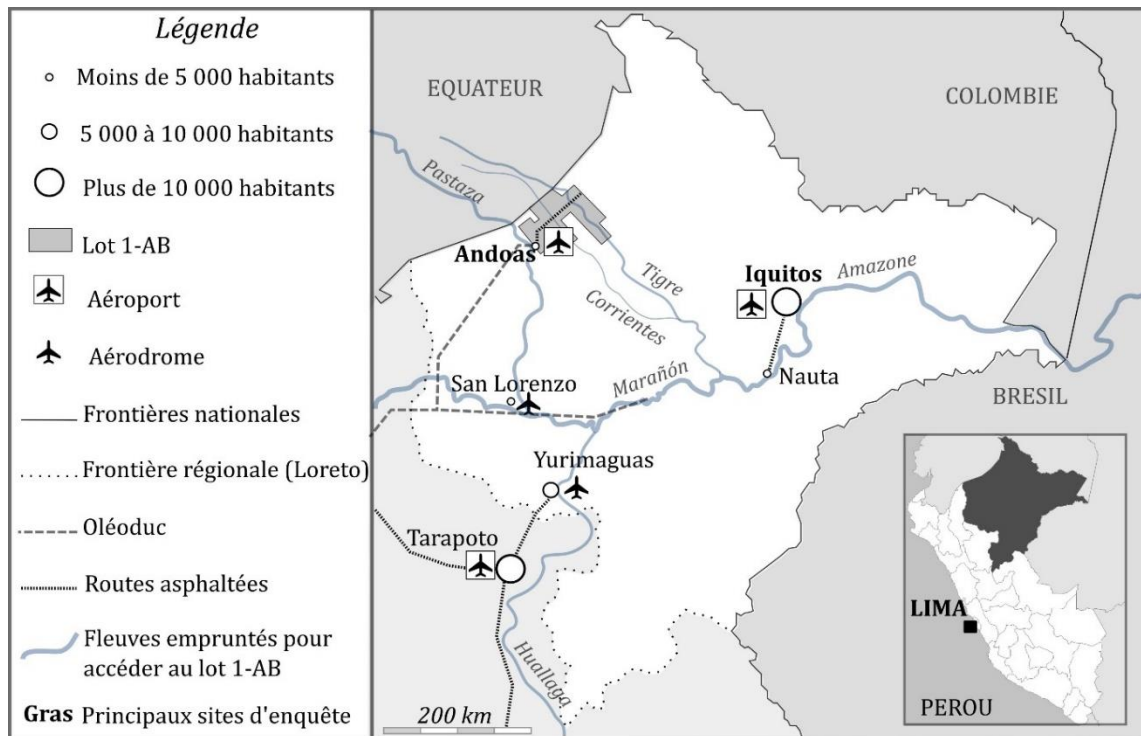 Légende
Moins de 5 000 habitants
5 000 à 10 000 habitants
Plus de 10 000 habitants
Lot 1-AB
Aéroport
Aérodrome
Frontières nationales
Frontière régionale (Loreto)
Oléoduc
Routes asphaltées
Fleuves empruntés pour
accéder au lot 1-AB
Gras Principaux sites d'enquête
EQUATEUR
COLOMBIE
Pastaza
Andoas
Tigre
Corrientes
Iquitos
Amazone
San Lorenzo
Marañón
Nauta
BRESIL
Yurimaguas
Tarapoto
Huallaga
200 km
LIMA
PEROU